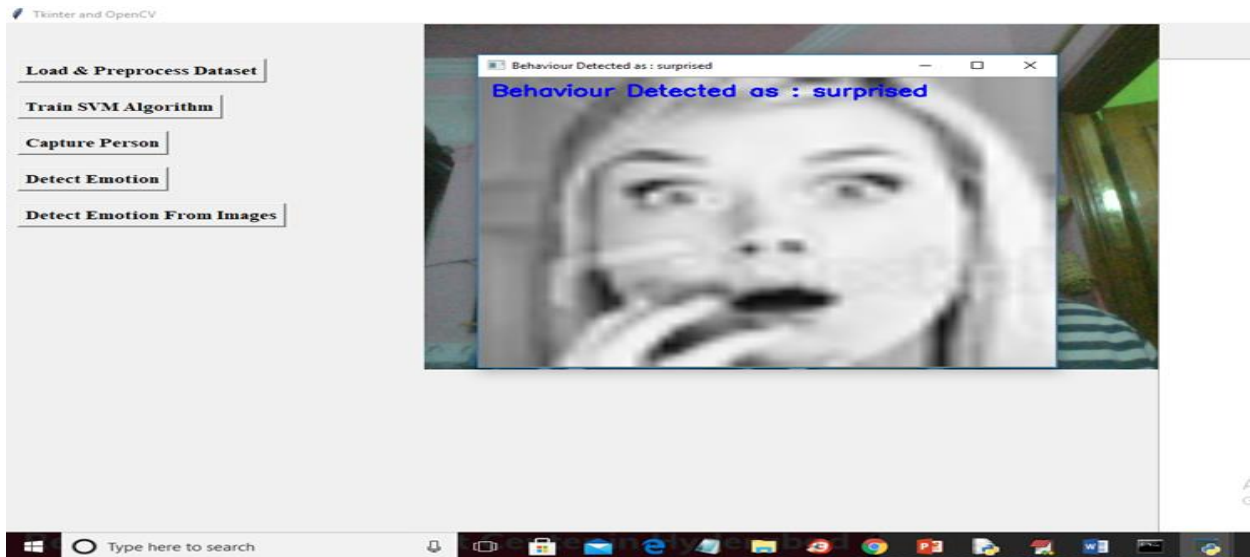 Tkinter and OpenCV
Load & Preprocess Dataset
Train SVM Algorithm
Capture Person
Detect Emotion
Detect Emotion From Images
Behaviour Detected as : surprised
Behaviour Detected as : surprised
Type here to search